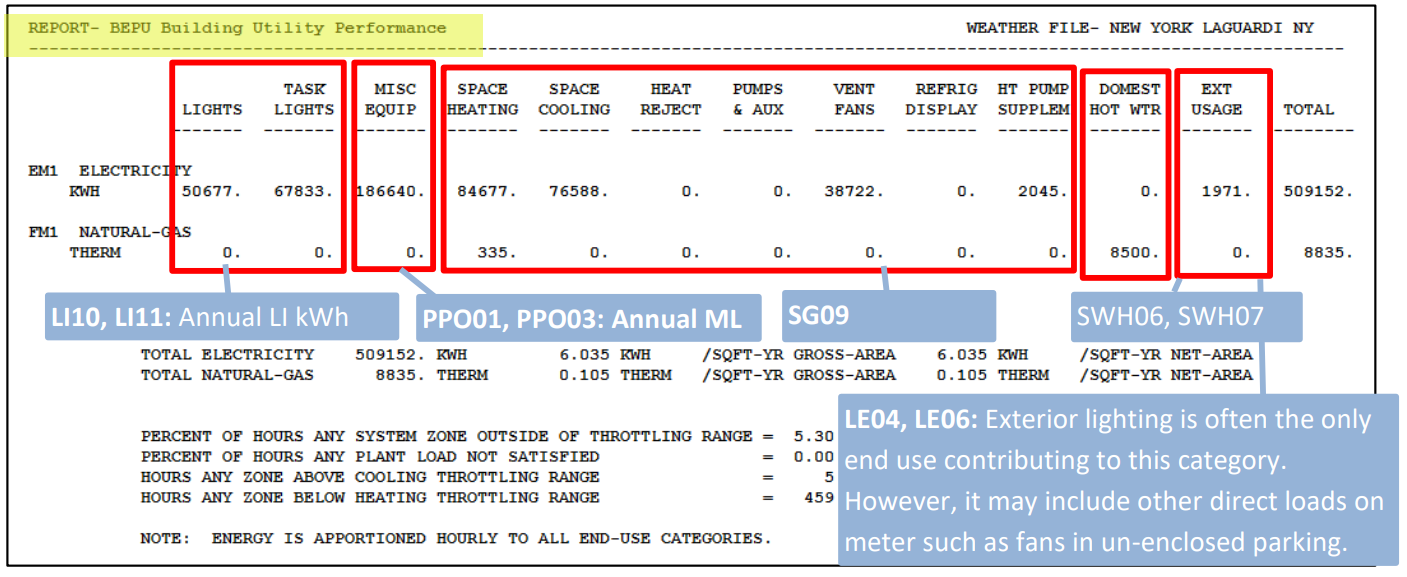 REPORT- BEPU Building Utility Performance WEATHER FILE- NEW YORK LAGUARDI NY
TASK MISC SPACE SPACE HEAT PUMPS VENT REFRIG HT PUMP DOMEST EXT
LIGHTS LIGHTS EQUIP HEATING COOLING REJECT & AUX FANS DISPLAY SUPPLEM HOT WTR USAGE TOTAL
EM1 ELECTRICITY
KWH 50677. 67833. 186640. 84677. 76588. 0. 0. 38722. 0. 2045. 0. 1971. 509152.
FM1 NATURAL-GAS
THERM 0. 0. 0. 335. 0. 0. 0. 0. 0. 0. 8500. 0. 8835.
LI10, LI11: Annual LI kWh
PPO01, PPO03: Annual ML
SG09
SWH06, SWH07
TOTAL ELECTRICITY 509152. KWH 6.035 KWH /SQFT-YR GROSS-AREA 6.035 KWH /SQFT-YR NET-AREA
TOTAL NATURAL-GAS 8835. THERM 0.105 THERM /SQFT-YR GROSS-AREA 0.105 THERM /SQFT-YR NET-AREA
PERCENT OF HOURS ANY SYSTEM ZONE OUTSIDE OF THROTTLING RANGE = 5.30
PERCENT OF HOURS ANY PLANT LOAD NOT SATISFIED = 0.00
HOURS ANY ZONE ABOVE COOLING THROTTLING RANGE = 5
HOURS ANY ZONE BELOW HEATING THROTTLING RANGE = 459
NOTE: ENERGY IS APPORTIONED HOURLY TO ALL END-USE CATEGORIES.
LE04, LE06: Exterior lighting is often the only
end use contributing to this category.
However, it may include other direct loads on
meter such as fans in un-enclosed parking.